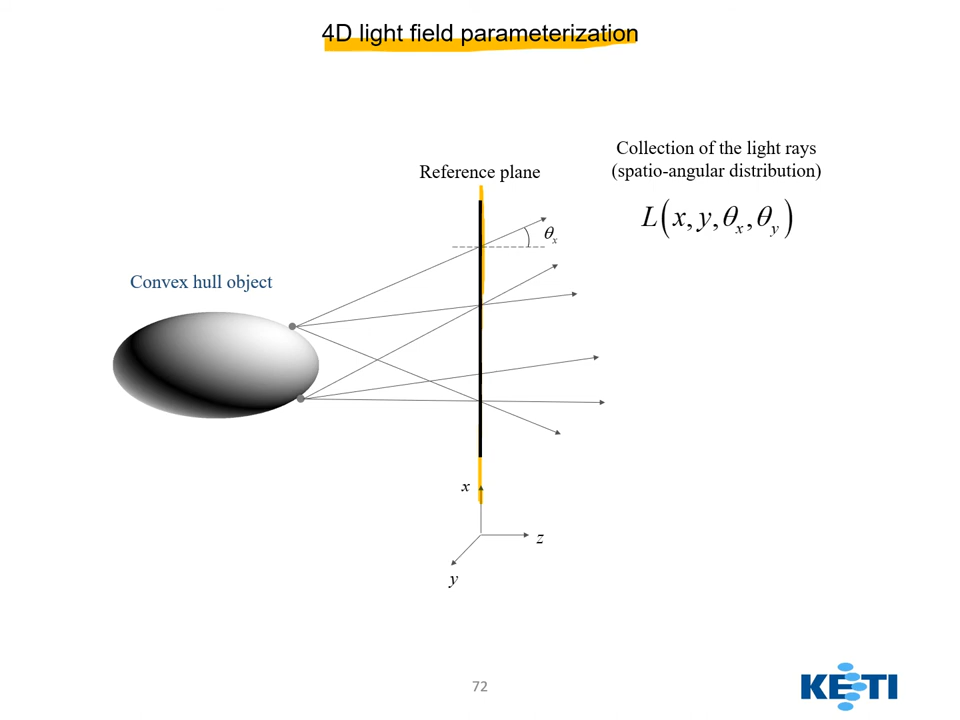 4D light field parameterization
Collection of the light rays
(spatio-angular distribution)
L(x, y, θx, θy)
Reference plane
θx
Convex hull object
x
z
y
72
KETI